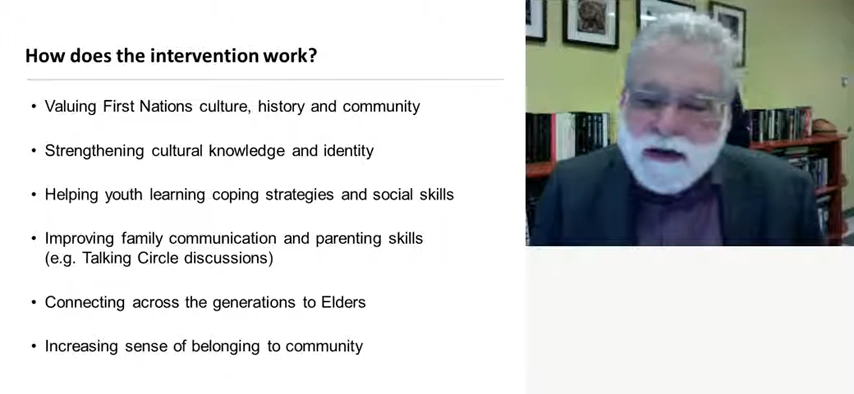 How does the intervention work?
• Valuing First Nations culture, history and community
• Strengthening cultural knowledge and identity
• Helping youth learning coping strategies and social skills
• Improving family communication and parenting skills
(e.g. Talking Circle discussions)
• Connecting across the generations to Elders
• Increasing sense of belonging to community